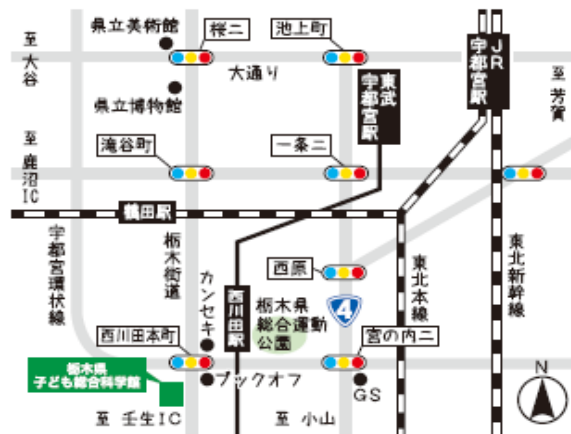 県立美術館
桜二
池上町
至大谷
大通り
東武宇都宮駅
JR宇都宮駅
至芳賀
県立博物館
至鹿沼IC
滝谷町
一条二
鶴田駅
宇都宮環状線
栃木街道
カンセキ
西川田駅
西原
栃木県
総合運動
公園
4
東北本線
東北新幹線
西川田本町
宮の内二
栃木県
子ども総合科学館
ブックオフ
GS
N
至 壬生IC
至 小山